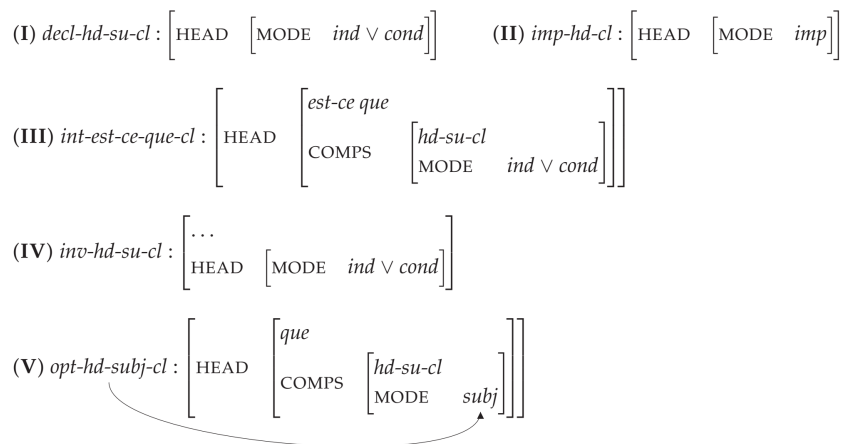 (I) decl-hd-su-cl : [HEAD [MODE ind ∨ cond]] (II) imp-hd-cl : [HEAD [MODE imp]]
est-ce que
hd-su-cl
(III) int-est-ce-que-cl : HEAD COMPS
MODE ind ∨ cond
. . .
(IV) inv-hd-su-cl :
HEAD [MODE ind ∨ cond]
que
hd-su-cl
(V) opt-hd-subj-cl : HEAD COMPS
MODE subj